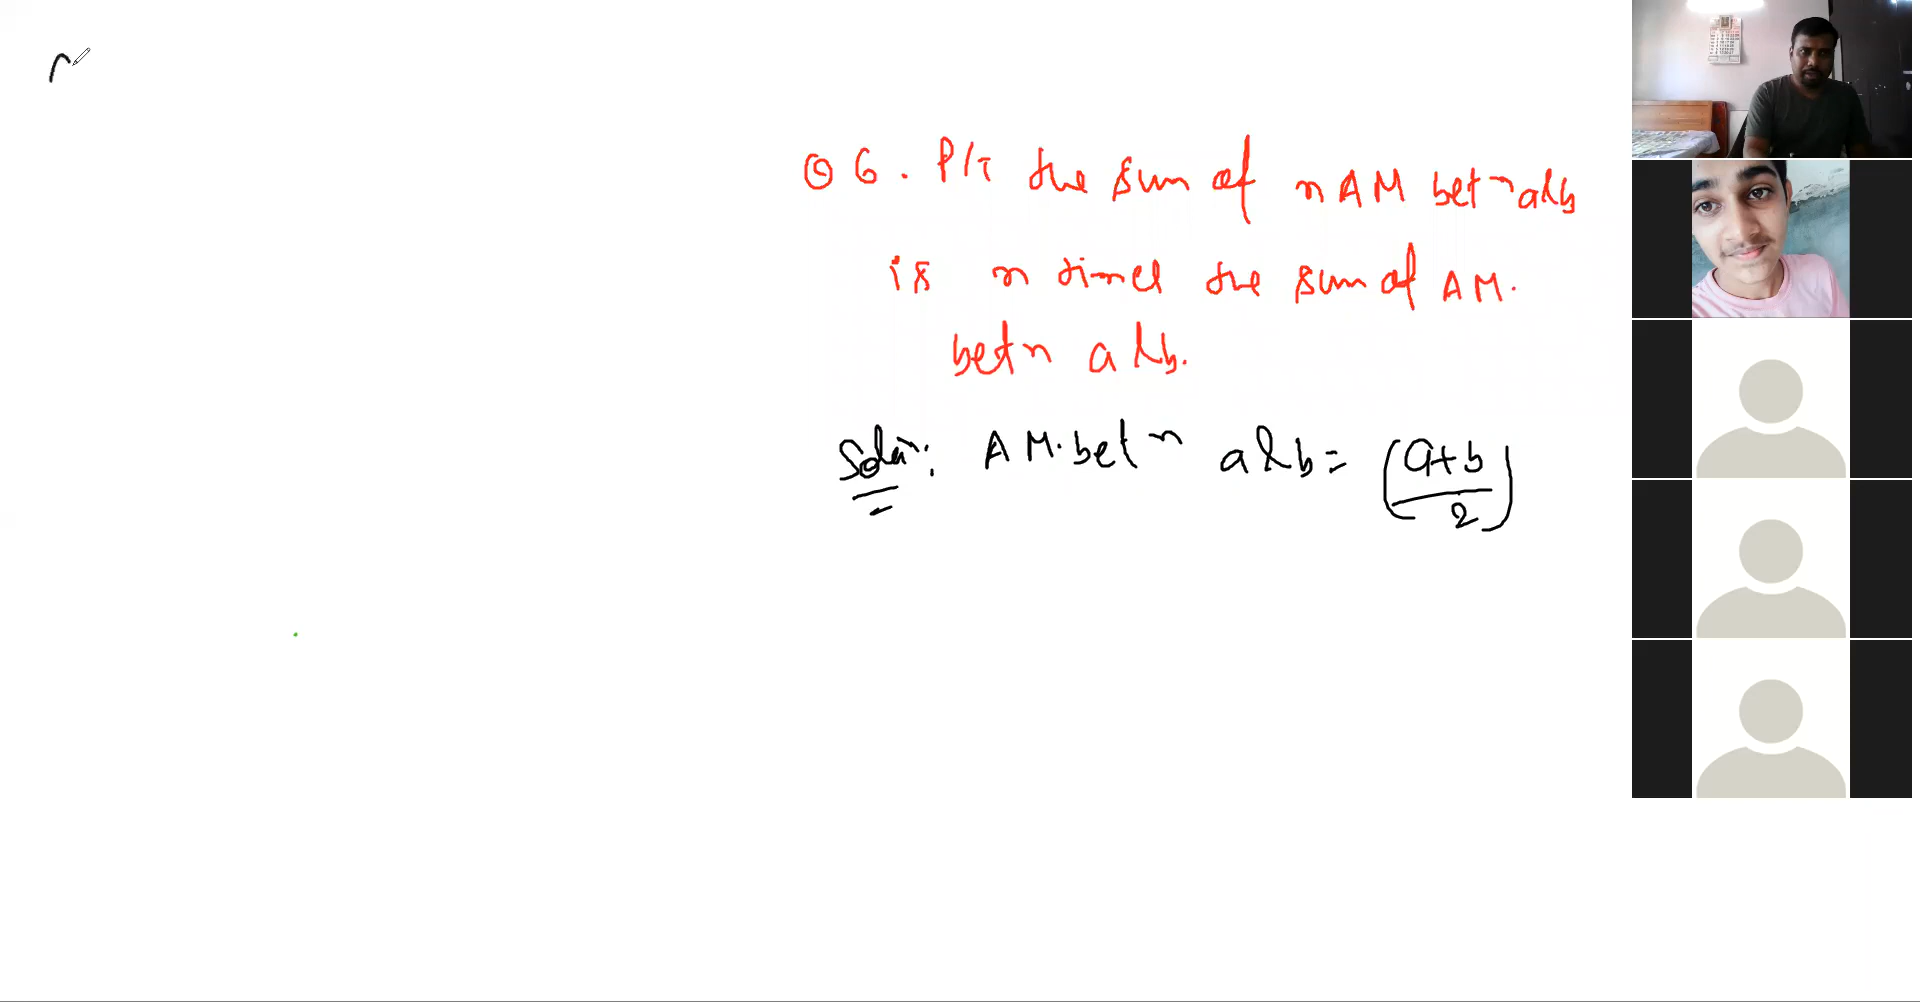 Q 6. P/T the sum of n AM betn a & b
is n times the sum of AM.
betn a & b.
Soln: AM. betn a & b = (a+b/2)